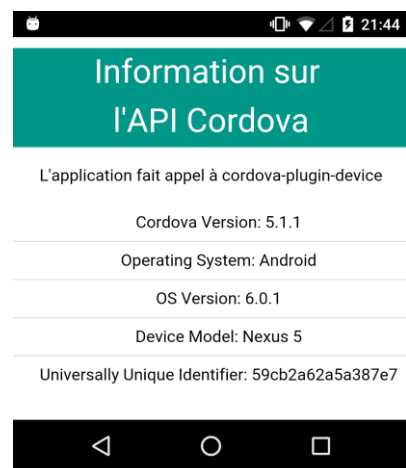 21:44
Information sur
l'API Cordova
L'application fait appel à cordova-plugin-device
Cordova Version: 5.1.1
Operating System: Android
OS Version: 6.0.1
Device Model: Nexus 5
Universally Unique Identifier: 59cb2a62a5a387e7